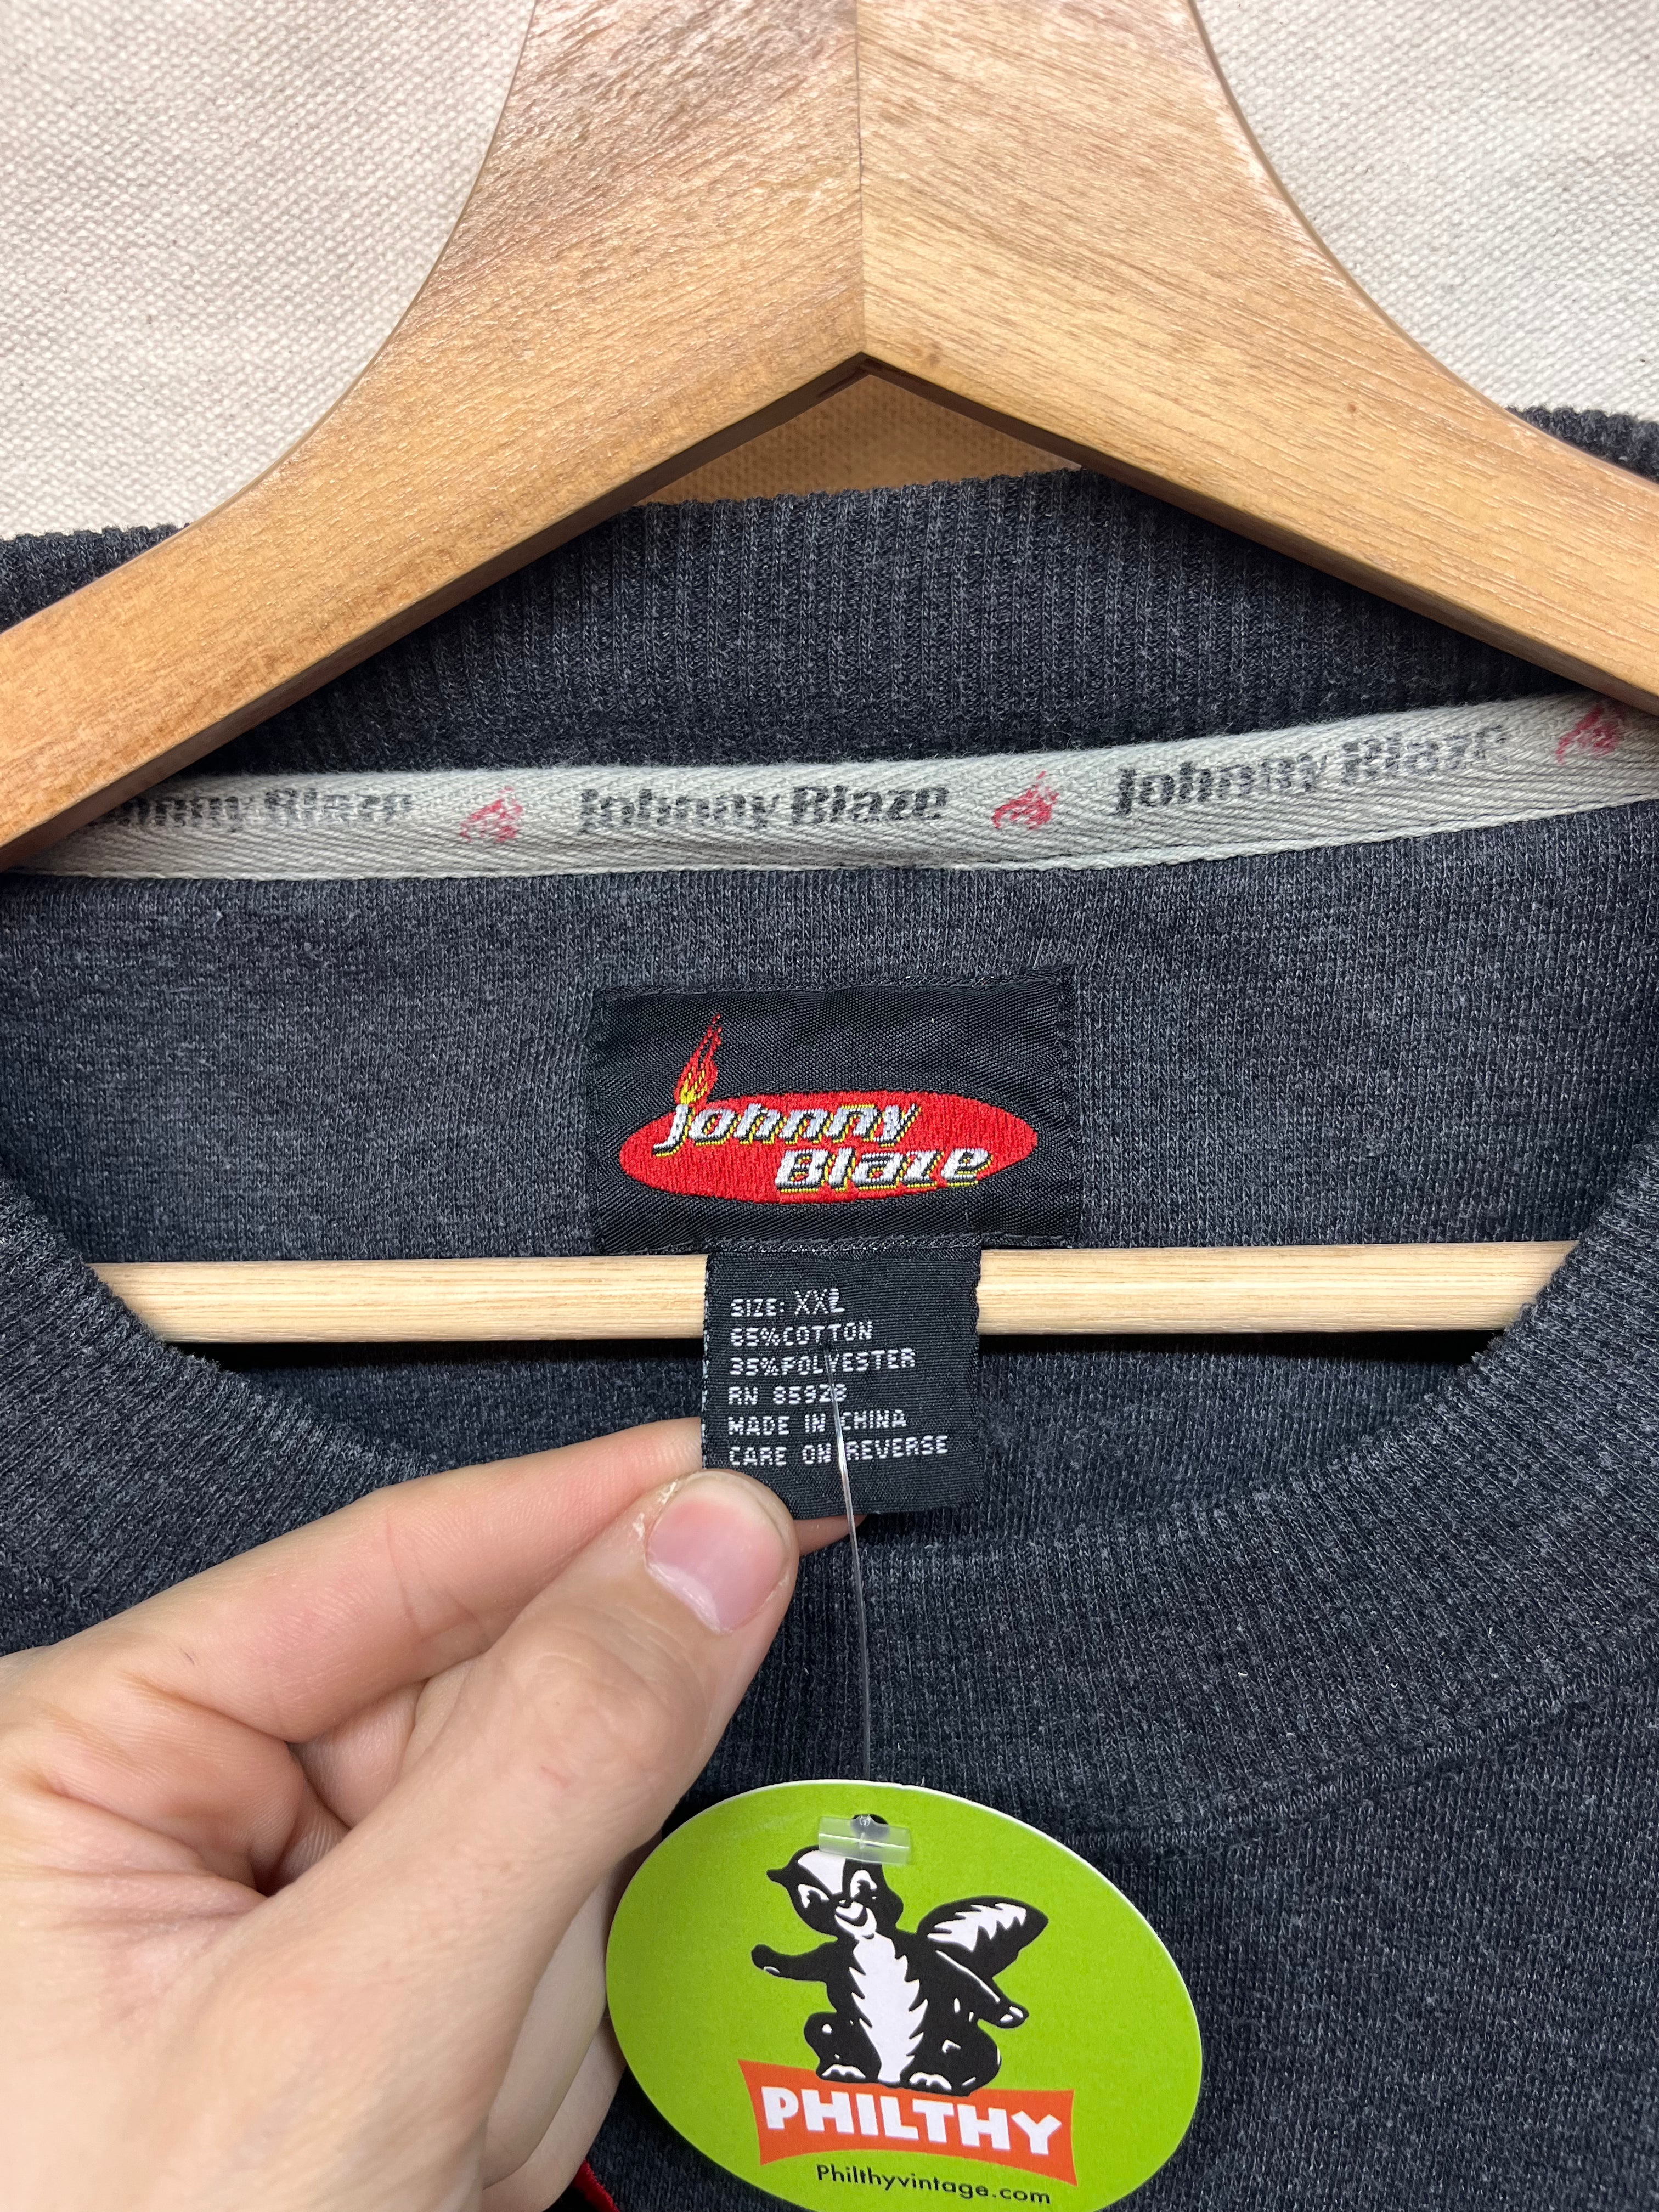 Johnny Blaze Johnny Blaze Johnny Blaze
Johnny
Blaze
SIZE: XXL
65%COTTON
35%POLYESTER
RN 85928
MADE IN CHINA
CARE ON REVERSE
PHILTHY
Philthyvintage.com